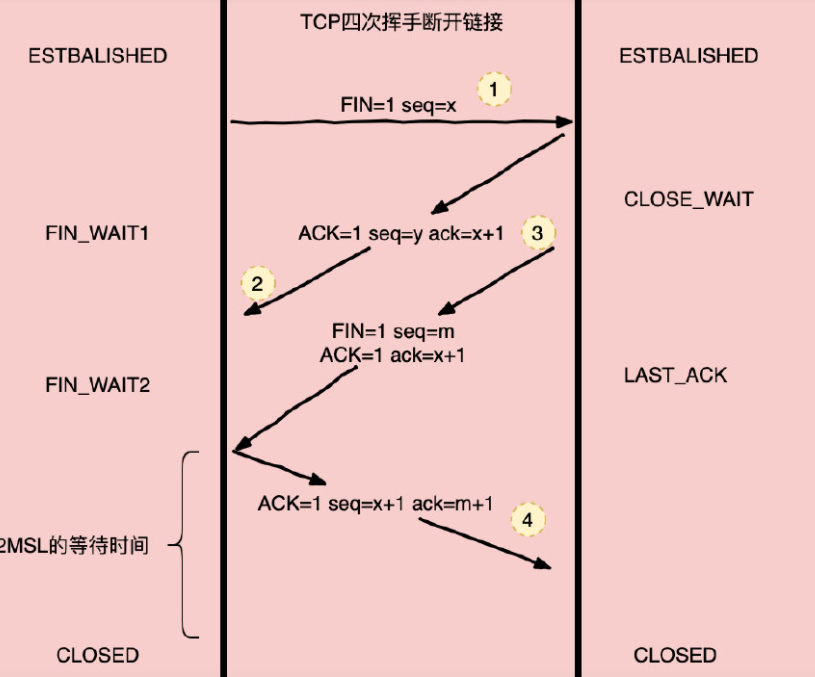 TCP四次挥手断开链接
ESTBALISHED
ESTBALISHED
1
FIN=1 seq=x
CLOSE_WAIT
FIN_WAIT1
ACK=1 seq=y ack=x+1
3
2
FIN=1 seq=m
ACK=1 ack=x+1
FIN_WAIT2
LAST_ACK
ACK=1 seq=x+1 ack=m+1
4
2MSL的等待时间
CLOSED
CLOSED